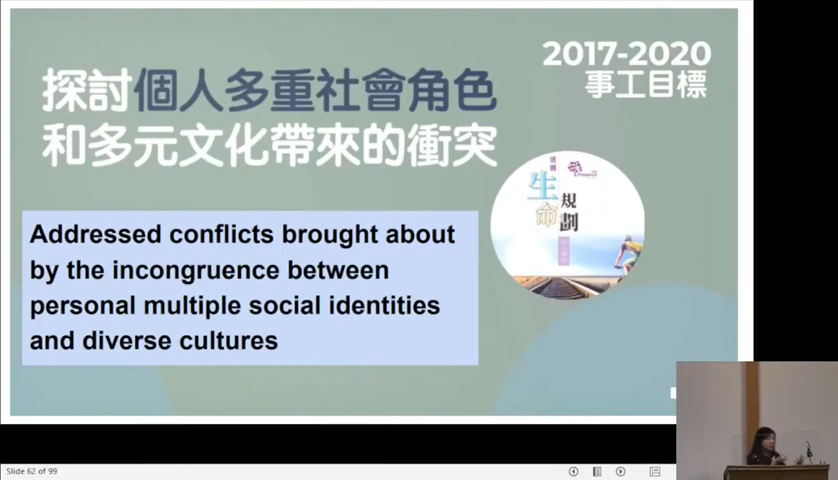 2017-2020
事工目標
探討個人多重社會角色
和多元文化帶來的衝突
生命
規劃
Addressed conflicts brought about
by the incongruence between
personal multiple social identities
and diverse cultures
Slide 62 of 99